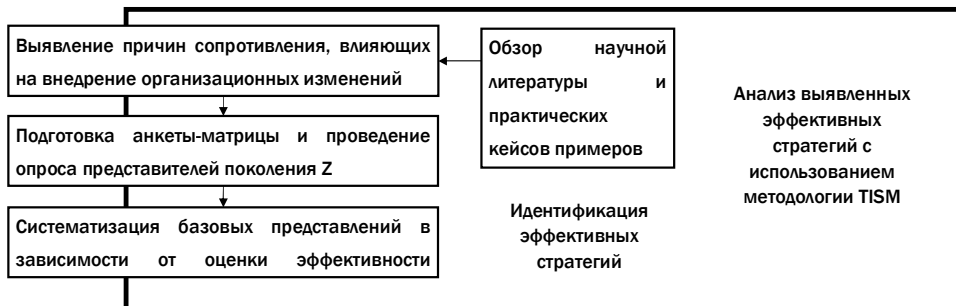 Выявление причин сопротивления, влияющих
на внедрение организационных изменений
Подготовка анкеты-матрицы и проведение
опроса представителей поколения Z
Систематизация базовых представлений в
зависимости от оценки эффективности
Обзор научной
литературы и
практических
кейсов примеров
Идентификация
эффективных
стратегий
Анализ выявленных
эффективных
стратегий с
использованием
методологии TISM